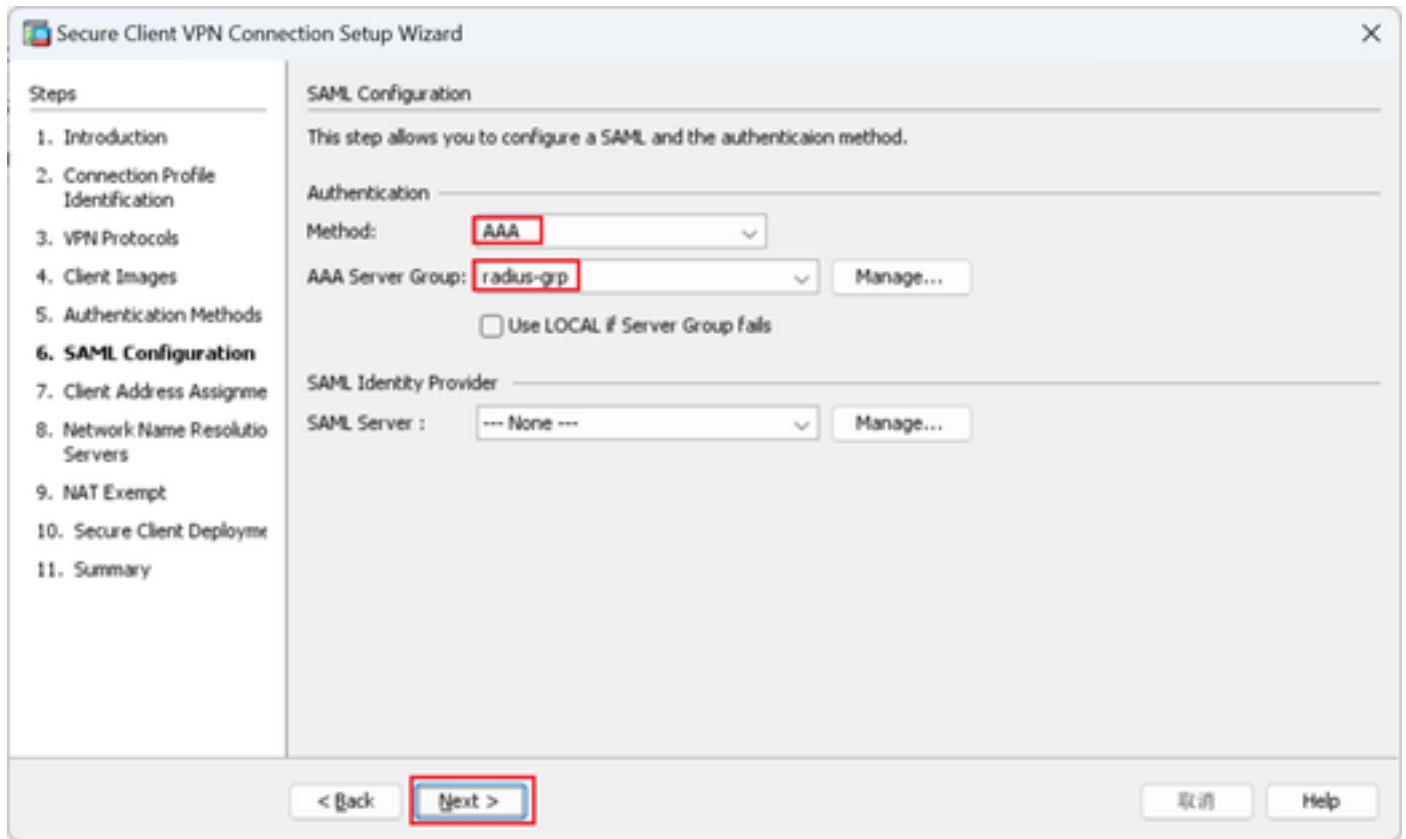 Secure Client VPN Connection Setup Wizard
Steps
1. Introduction
2. Connection Profile
Identification
3. VPN Protocols
4. Client Images
5. Authentication Methods
6. SAML Configuration
7. Client Address Assignme
8. Network Name Resolutio
Servers
9. NAT Exempt
10. Secure Client Deployme
11. Summary
SAML Configuration
This step allows you to configure a SAML and the authenticaion method.
Authentication
Method: AAA
AAA Server Group: radius-grp Manage...
Use LOCAL if Server Group fails
SAML Identity Provider
SAML Server : --- None --- Manage...
< Back Next > 取消 Help